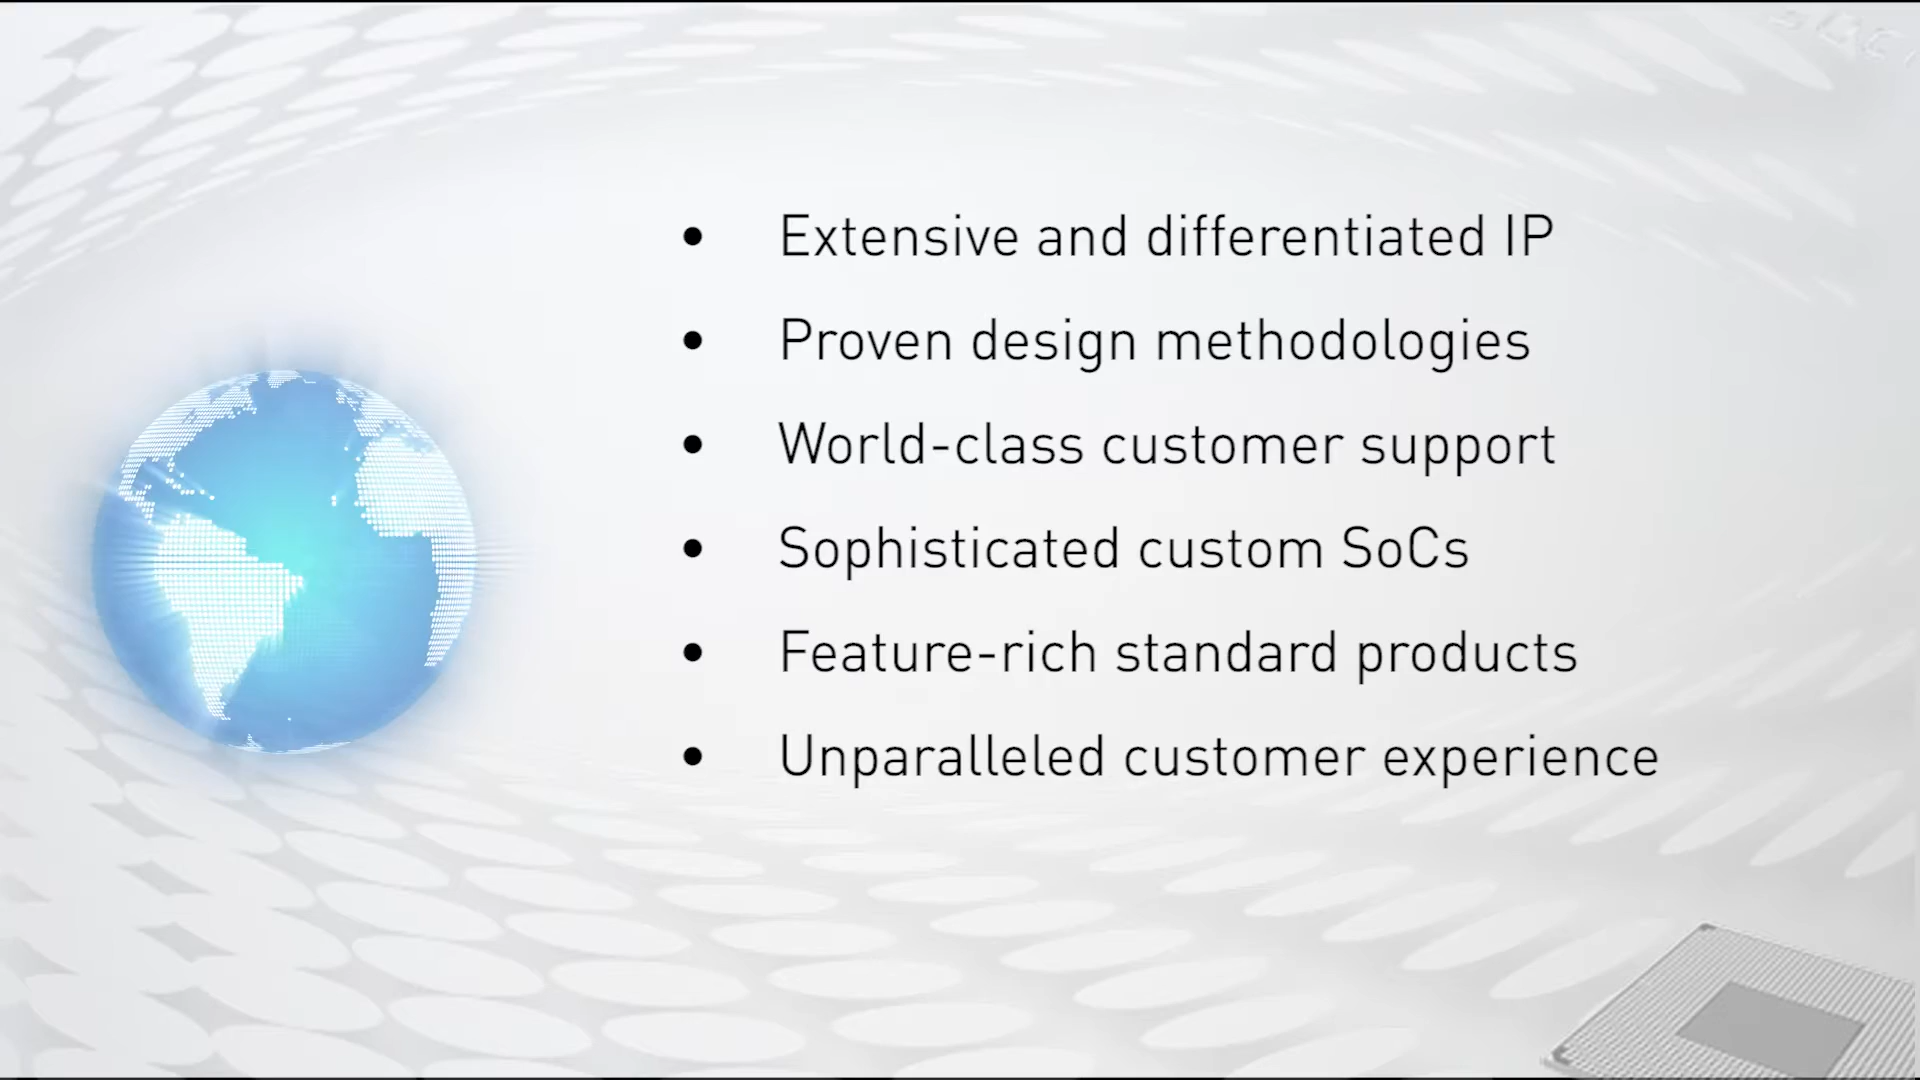 • Extensive and differentiated IP
• Proven design methodologies
• World-class customer support
• Sophisticated custom SoCs
• Feature-rich standard products
• Unparalleled customer experience